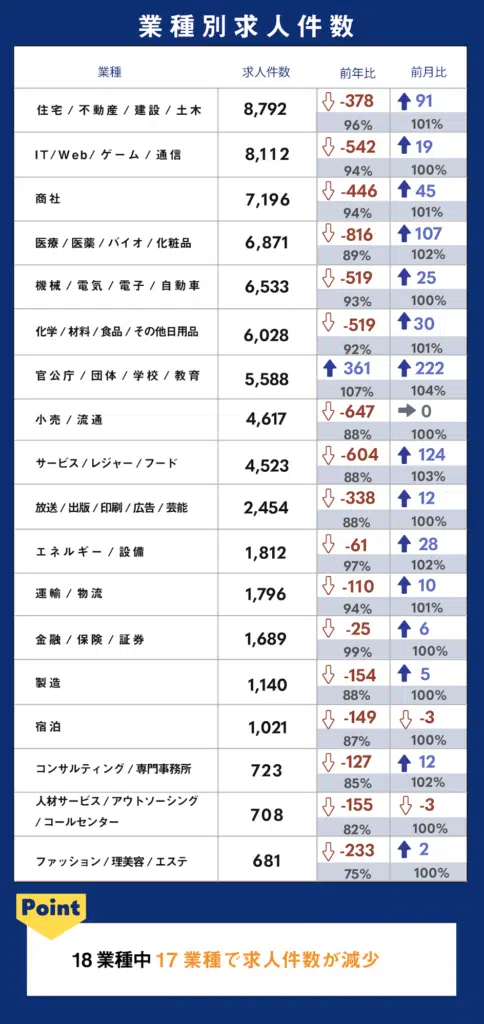 業種別求人件数
業種 求人件数 前年比 前月比
住宅 / 不動産 / 建設 / 土木 8,792 -378 91
96% 101%
IT/Web/ ゲーム / 通信 8,112 -542 19
94% 100%
商社 7,196 -446 45
94% 101%
医療 / 医薬 / バイオ / 化粧品 6,871 -816 107
89% 102%
機械 / 電気 / 電子 / 自動車 6,533 -519 25
93% 100%
化学 / 材料 / 食品 / その他日用品 6,028 -519 30
92% 101%
官公庁 / 団体 / 学校 / 教育 5,588 361 222
107% 104%
小売 / 流通 4,617 -647 0
88% 100%
サービス / レジャー / フード 4,523 -604 124
88% 103%
放送 / 出版 / 印刷 / 広告 / 芸能 2,454 -338 12
88% 100%
エネルギー / 設備 1,812 -61 28
97% 102%
運輸 / 物流 1,796 -110 10
94% 101%
金融 / 保険 / 証券 1,689 -25 6
99% 100%
製造 1,140 -154 5
88% 100%
宿泊 1,021 -149 -3
87% 100%
コンサルティング / 専門事務所 723 -127 12
85% 102%
人材サービス / アウトソーシング
/ コールセンター 708 -155 -3
82% 100%
ファッション / 理美容 / エステ 681 -233 2
75% 100%
Point
18業種中 17業種で求人件数が減少